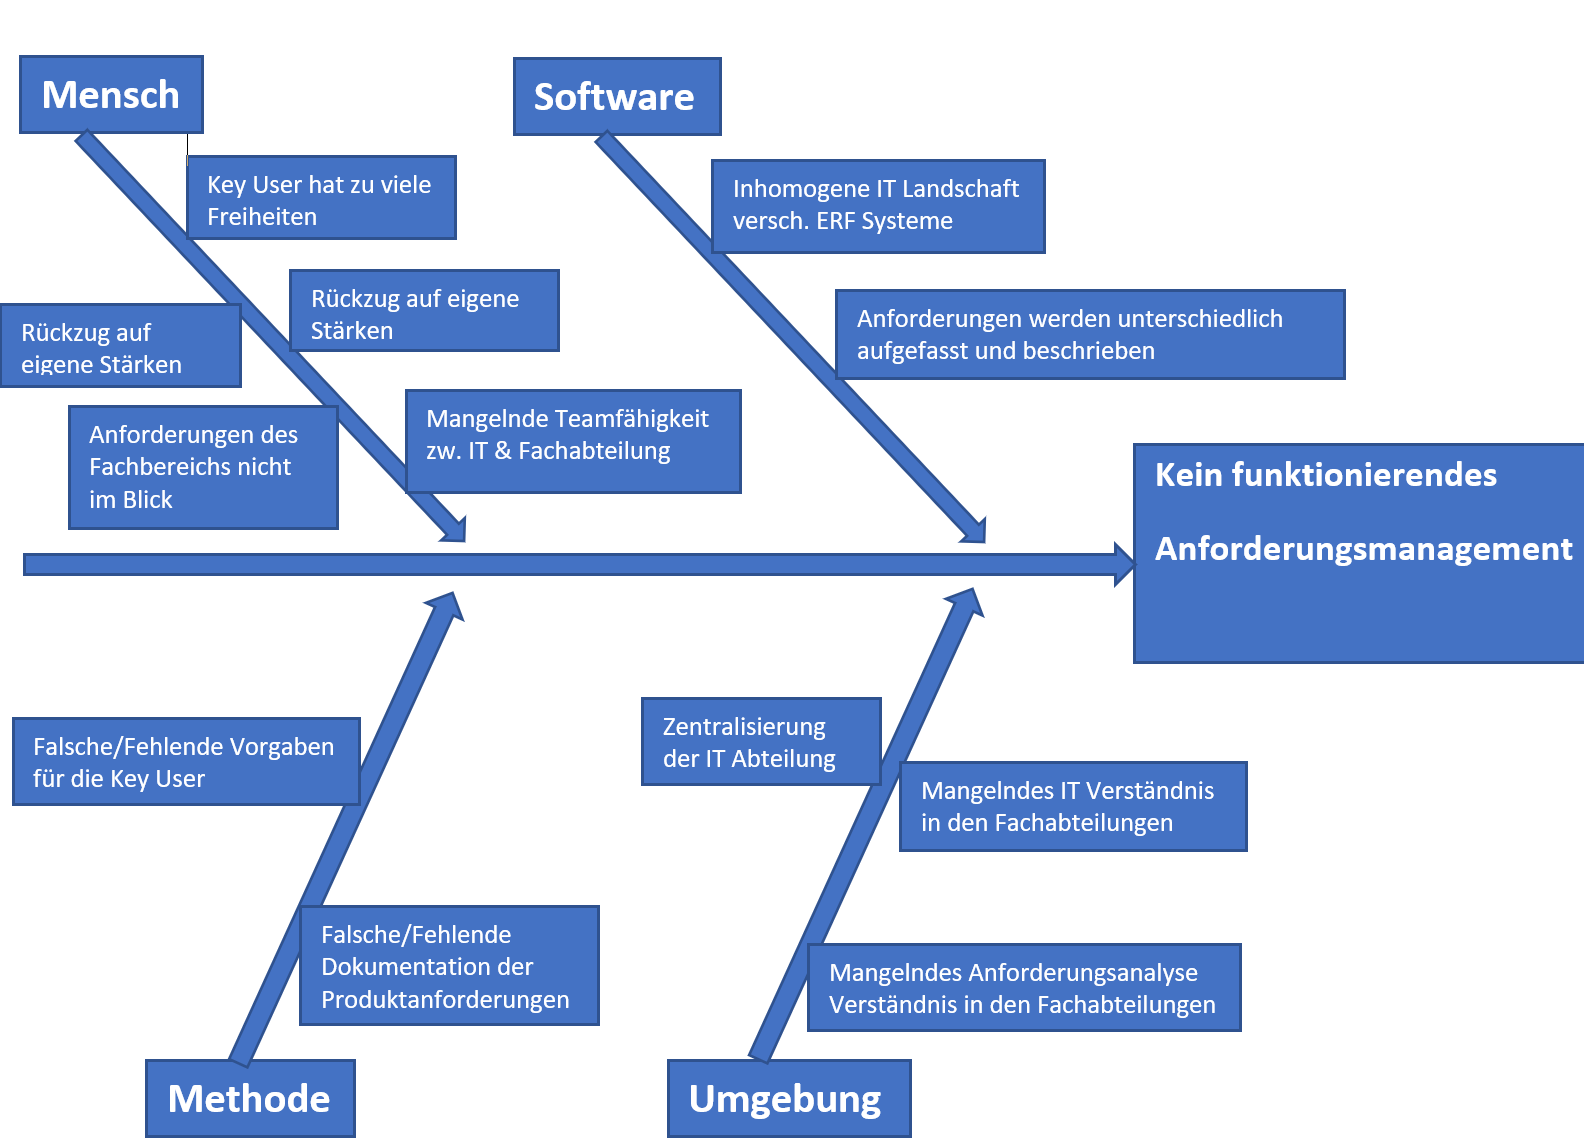 Mensch
Software
Key User hat zu viele
Freiheiten
Inhomogene IT Landschaft
versch. ERF Systeme
Rückzug auf eigene
Stärken
Rückzug auf
eigene Stärken
Anforderungen werden unterschiedlich
aufgefasst und beschrieben
Mangelnde Teamfähigkeit
zw. IT & Fachabteilung
Anforderungen des
Fachbereichs nicht
im Blick
Kein funktionierendes
Anforderungsmanagement
Falsche/Fehlende Vorgaben
für die Key User
Zentralisierung
der IT Abteilung
Mangelndes IT Verständnis
in den Fachabteilungen
Falsche/Fehlende
Dokumentation der
Produktanforderungen
Mangelndes Anforderungsanalyse
Verständnis in den Fachabteilungen
Methode
Umgebung